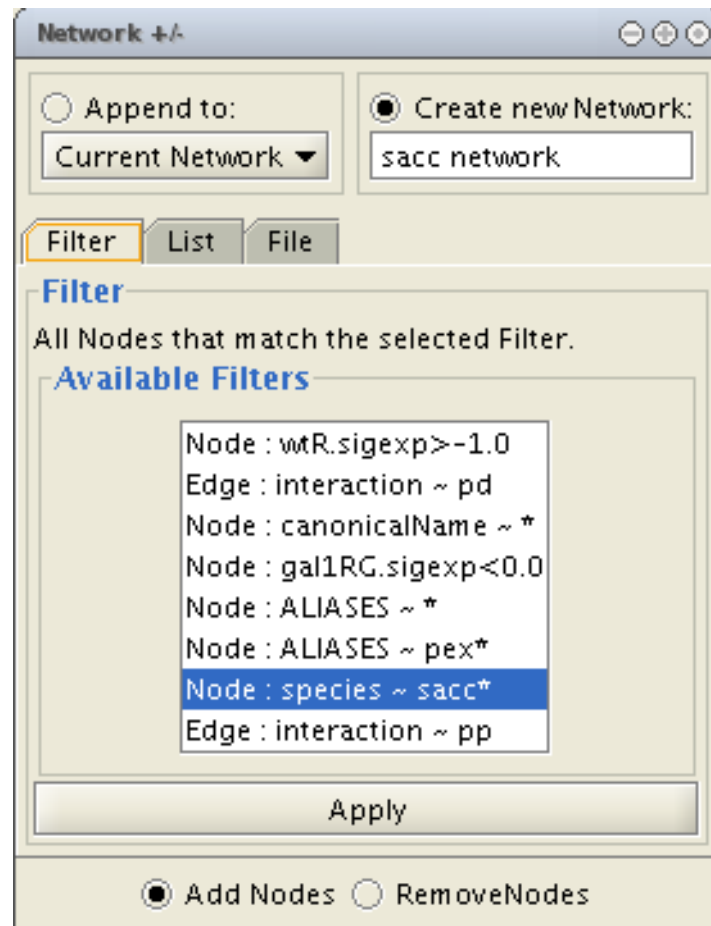 Network +/-
Append to:
Current Network
Create new Network:
sacc network
Filter
List
File
Filter
All Nodes that match the selected Filter.
Available Filters
Node : wtR.sigexp>-1.0
Edge : interaction ~ pd
Node : canonicalName ~ *
Node : gal1RG.sigexp<0.0
Node : ALIASES ~ *
Node : ALIASES ~ pex*
Node : species ~ sacc*
Edge : interaction ~ pp
Apply
Add Nodes
RemoveNodes